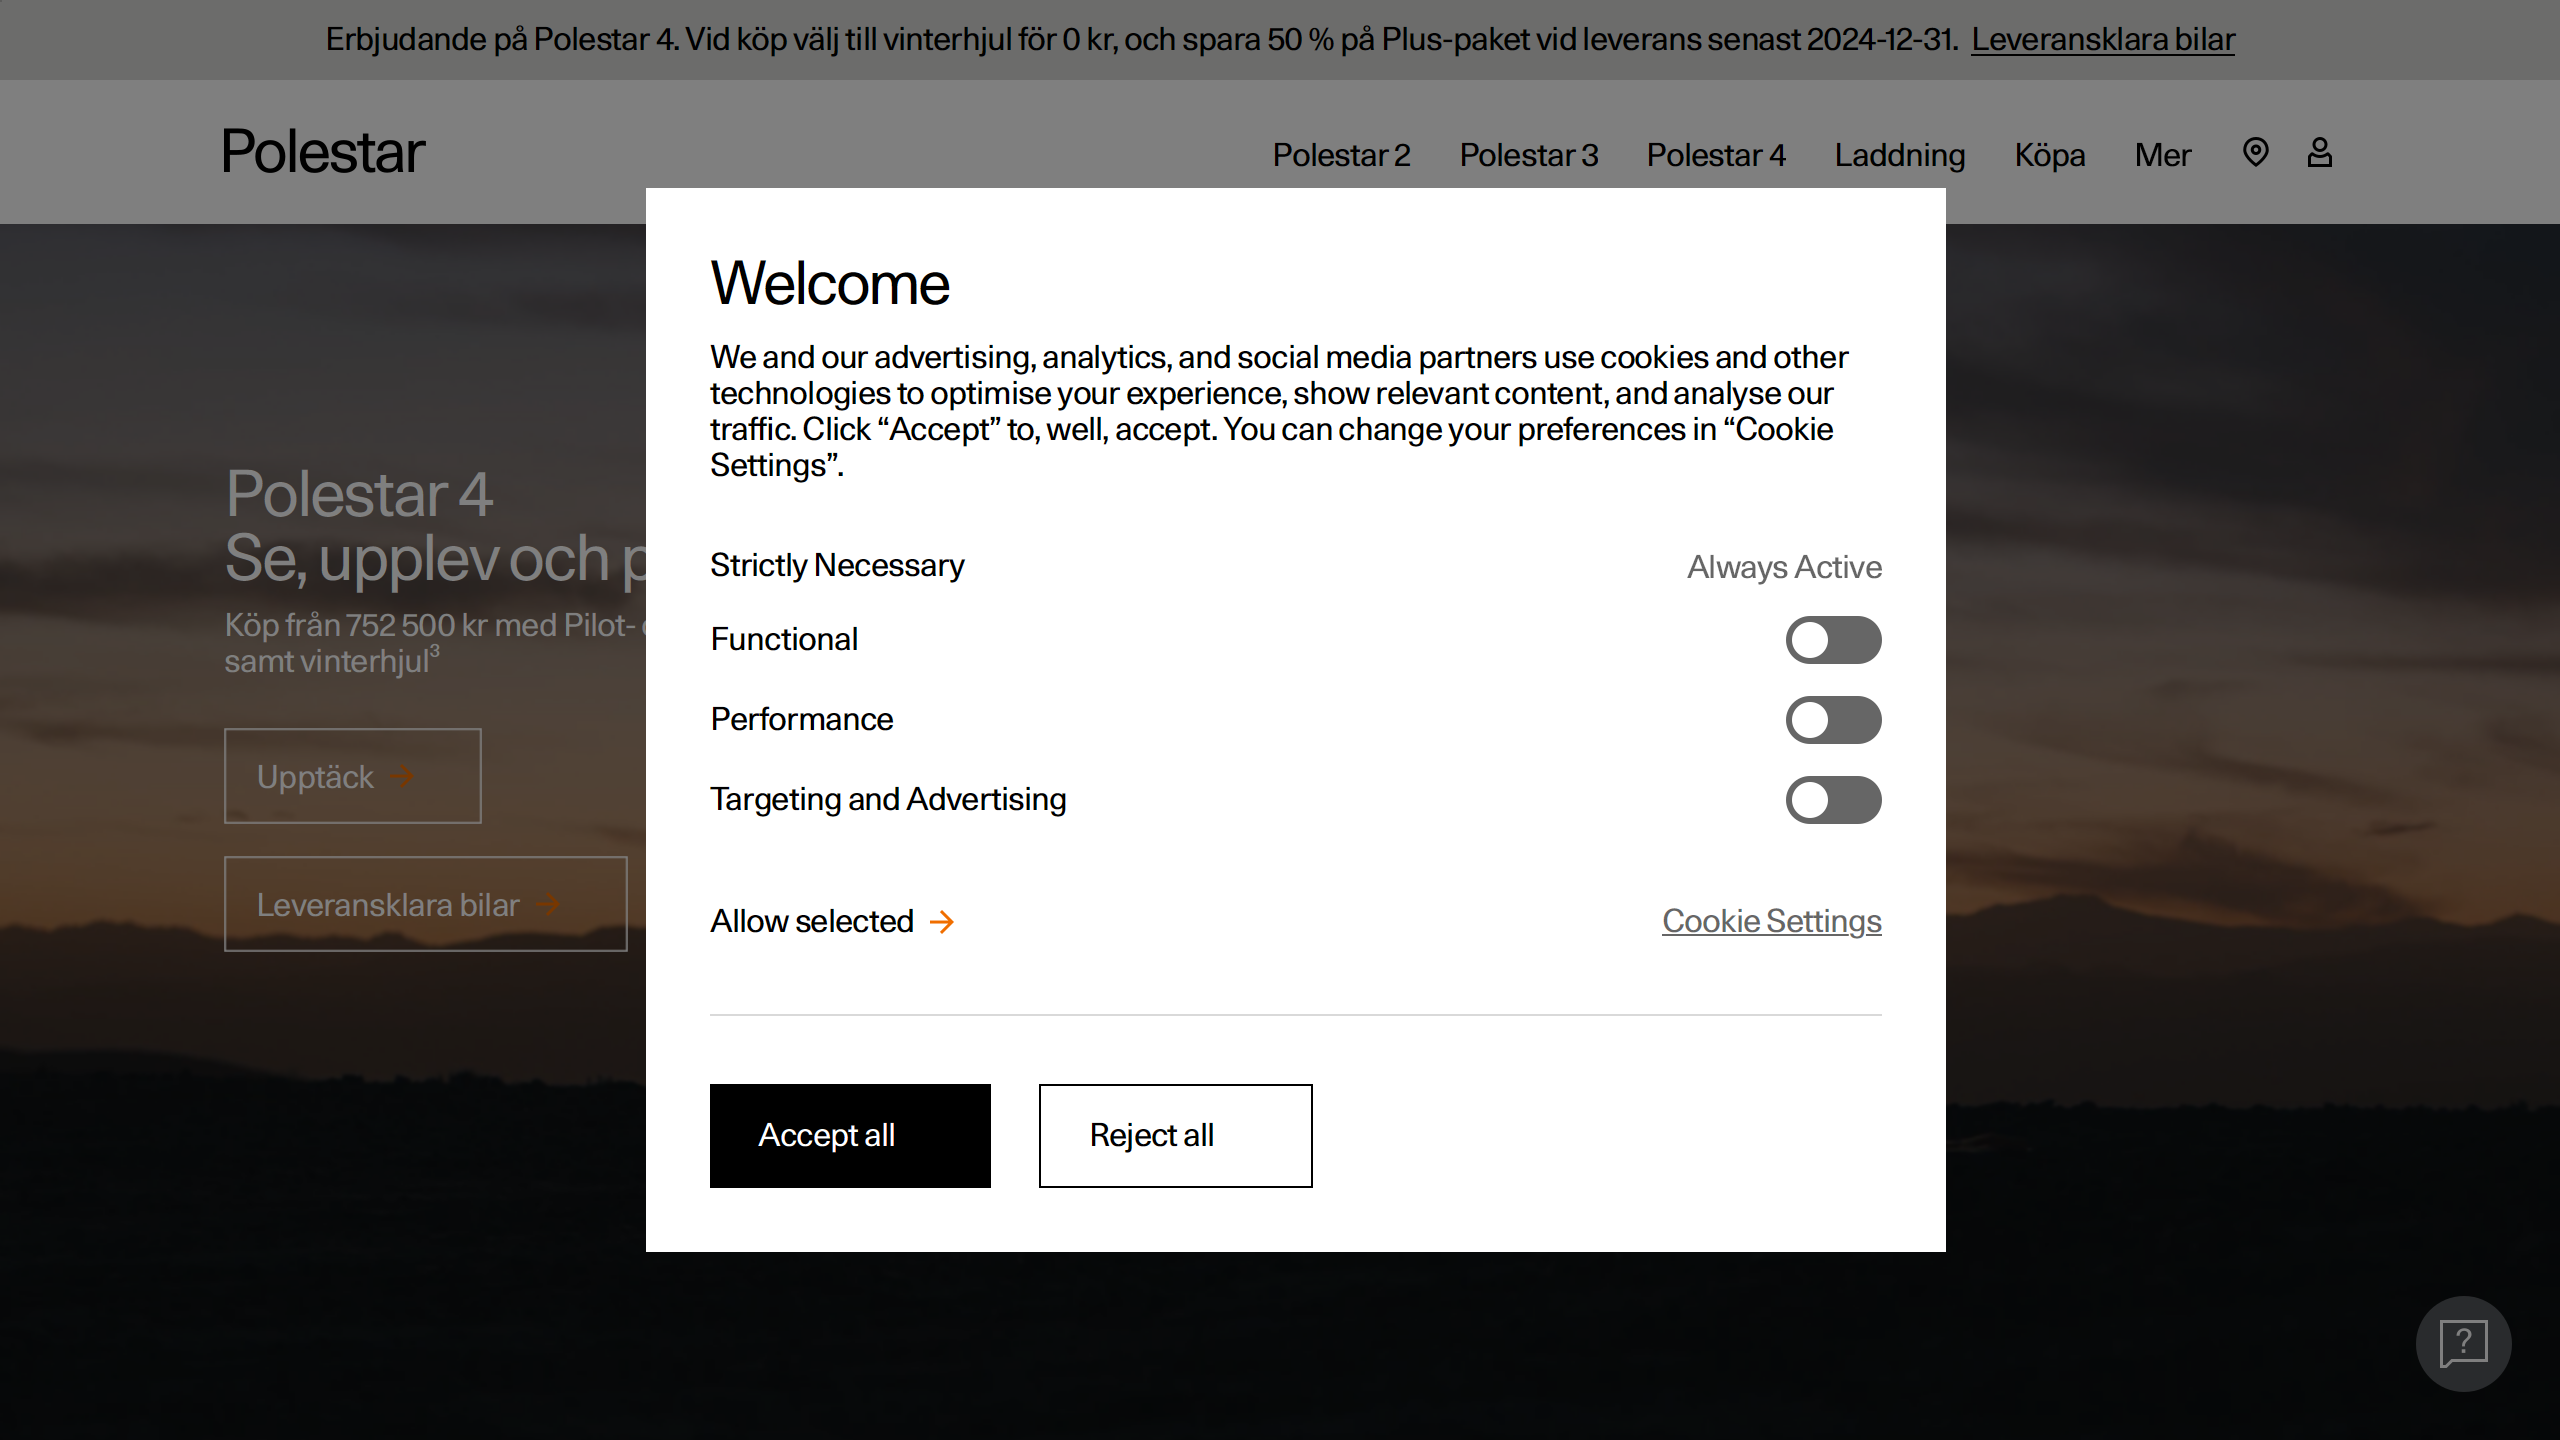 Erbjudande på Polestar 4. Vid köp välj till vinterhjul för 0 kr, och spara 50 % på Plus-paket vid leverans senast 2024-12-31. Leveransklara bilar
Polestar
Polestar 2
Polestar 3
Polestar 4
Laddning
Köpa
Mer
Polestar 4
Se, upplev och p
Köp från 752 500 kr med Pilot-
samt vinterhjul³
Upptäck
Leveransklara bilar
Welcome
We and our advertising, analytics, and social media partners use cookies and other
technologies to optimise your experience, show relevant content, and analyse our
traffic. Click “Accept” to, well, accept. You can change your preferences in “Cookie
Settings”.
Strictly Necessary
Always Active
Functional
Performance
Targeting and Advertising
Allow selected
Cookie Settings
Accept all
Reject all
?